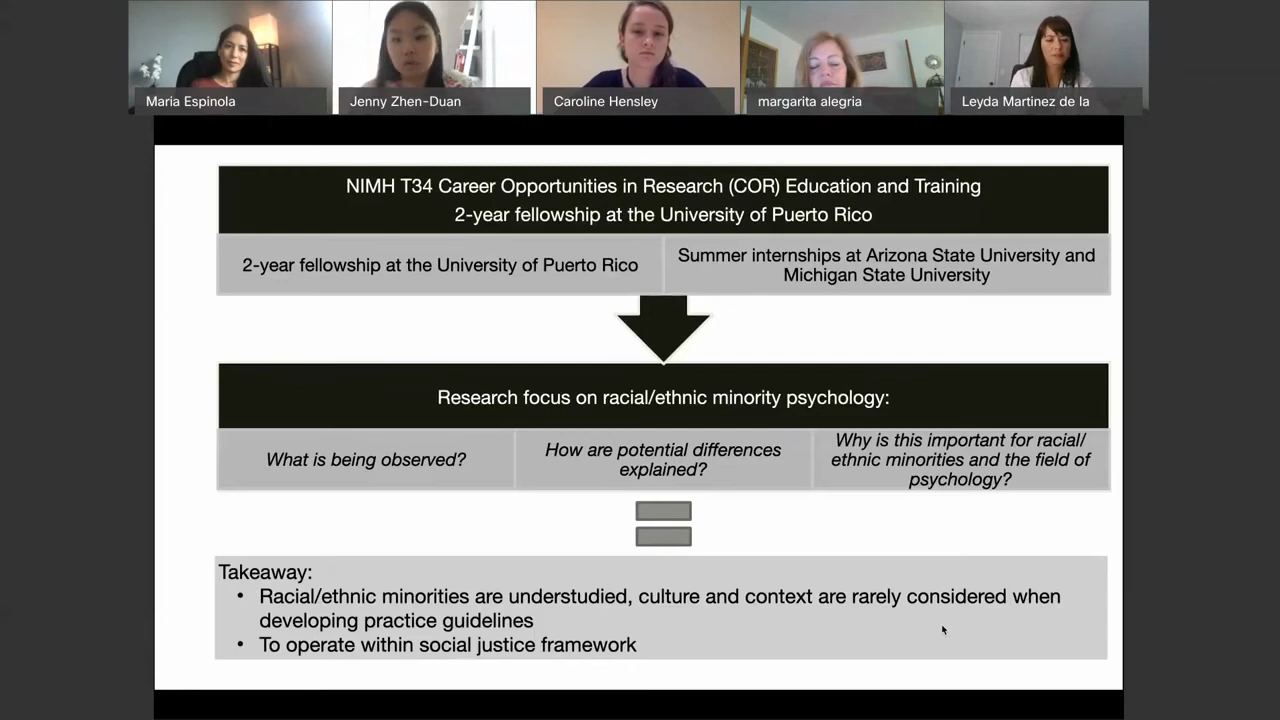 Maria Espinola
Jenny Zhen-Duan
Caroline Hensley
margarita alegria
Leyda Martinez de la
NIMH T34 Career Opportunities in Research (COR) Education and Training
2-year fellowship at the University of Puerto Rico
2-year fellowship at the University of Puerto Rico
Summer internships at Arizona State University and
Michigan State University
Research focus on racial/ethnic minority psychology:
What is being observed?
How are potential differences
explained?
Why is this important for racial/
ethnic minorities and the field of
psychology?
Takeaway:
• Racial/ethnic minorities are understudied, culture and context are rarely considered when
developing practice guidelines
• To operate within social justice framework